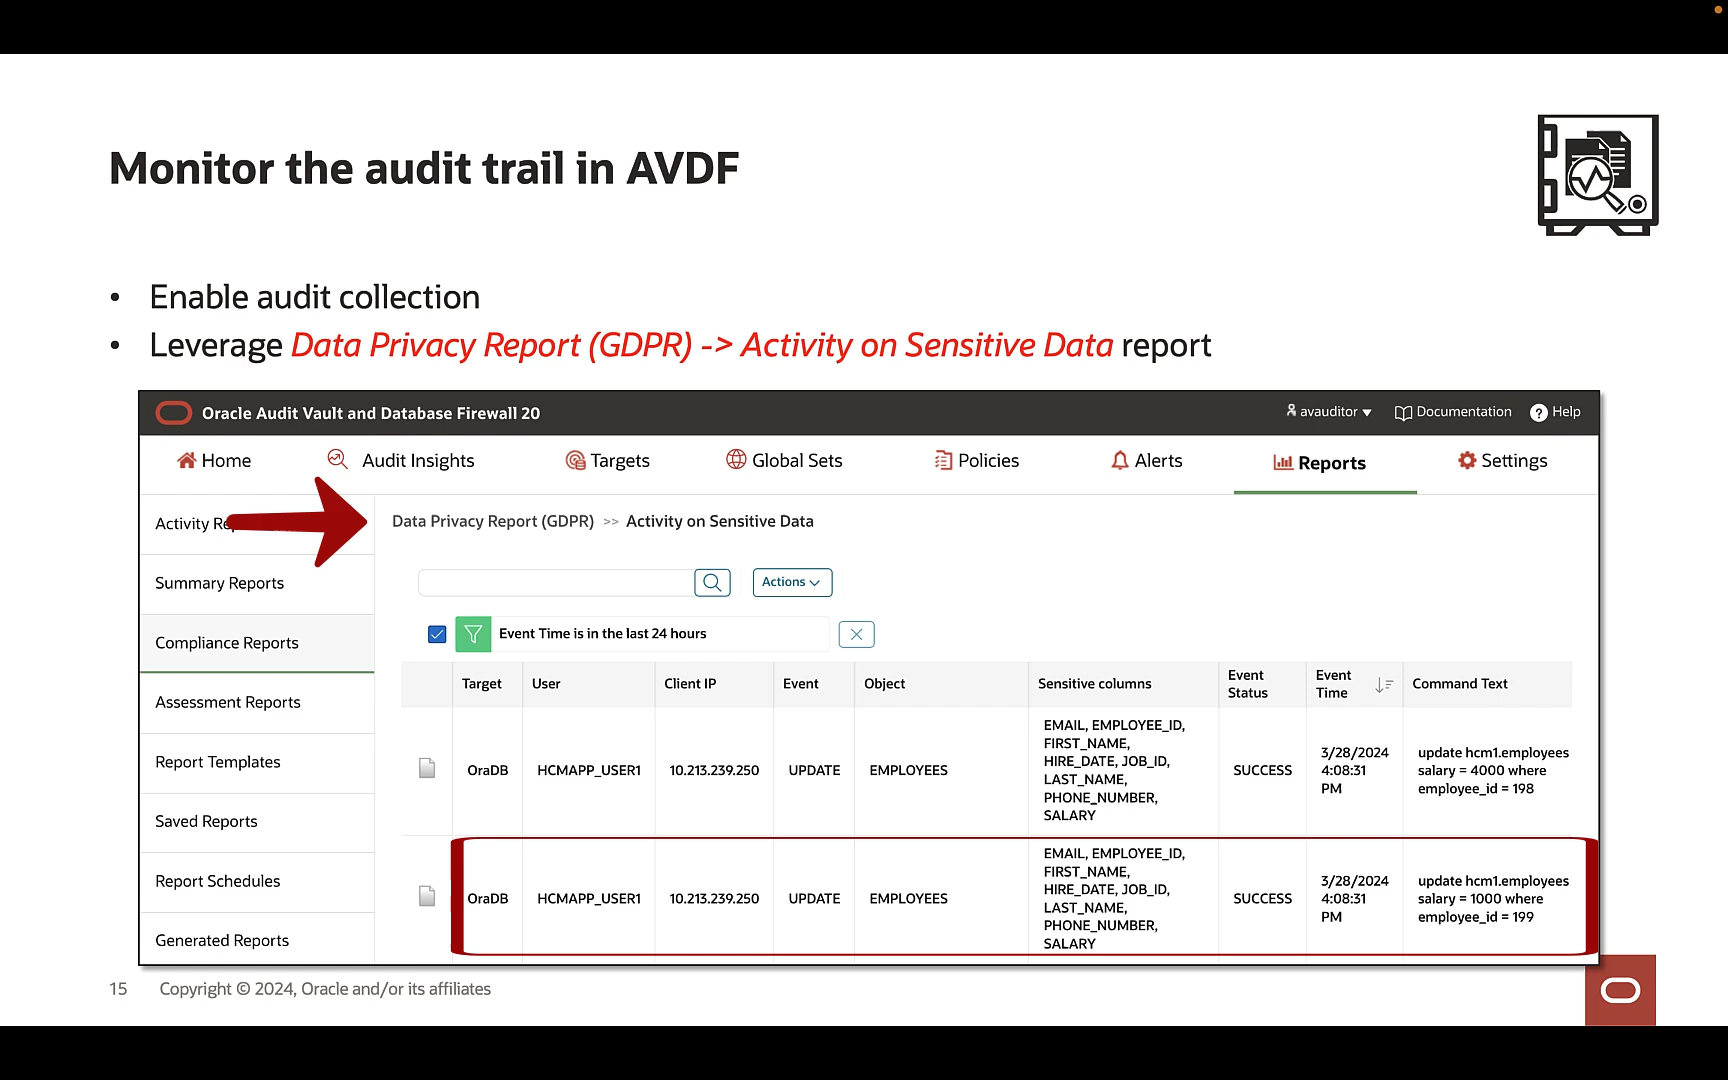 Monitor the audit trail in AVDF
• Enable audit collection
• Leverage Data Privacy Report (GDPR) -> Activity on Sensitive Data report
Oracle Audit Vault and Database Firewall 20
avauditor
Documentation
? Help
Home
Audit Insights
Targets
Global Sets
Policies
Alerts
Reports
Settings
Activity Re
Summary Reports
Compliance Reports
Assessment Reports
Report Templates
Saved Reports
Report Schedules
Generated Reports
Data Privacy Report (GDPR) >> Activity on Sensitive Data
Actions
Event Time is in the last 24 hours
Target
User
Client IP
Event
Object
Sensitive columns
Event
Status
Event
Time
Command Text
OraDB
HCMAPP_USER1
10.213.239.250
UPDATE
EMPLOYEES
EMAIL, EMPLOYEE_ID,
FIRST_NAME,
HIRE_DATE, JOB_ID,
LAST_NAME,
PHONE_NUMBER,
SALARY
SUCCESS
3/28/2024
4:08:31
PM
update hcm1.employees
salary = 4000 where
employee_id = 198
OraDB
HCMAPP_USER1
10.213.239.250
UPDATE
EMPLOYEES
EMAIL, EMPLOYEE_ID,
FIRST_NAME,
HIRE_DATE, JOB_ID,
LAST_NAME,
PHONE_NUMBER,
SALARY
SUCCESS
3/28/2024
4:08:31
PM
update hcm1.employees
salary = 1000 where
employee_id = 199
15
Copyright © 2024, Oracle and/or its affiliates